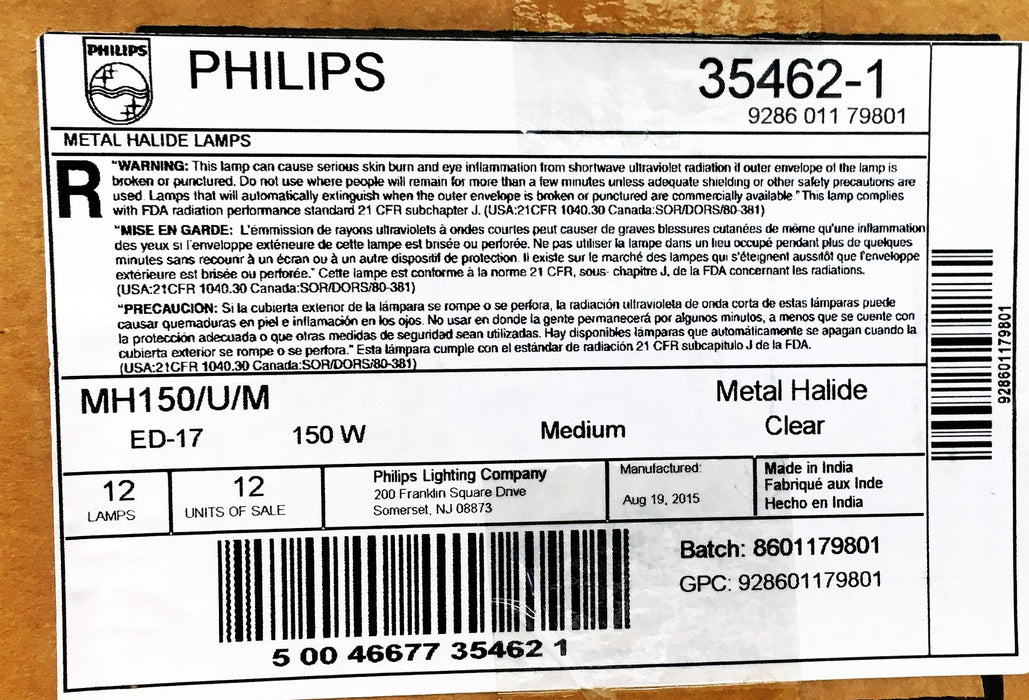 PHILIPS
PHILIPS
35462-1
9286 011 79801
METAL HALIDE LAMPS
R
"WARNING: This lamp can cause serious skin burn and eye inflammation from shortwave ultraviolet radiation if outer envelope of the lamp is
broken or punctured. Do not use where people will remain for more than a few minutes unless adequate shielding or other safety precautions are
used. Lamps that will automatically extinguish when the outer envelope is broken or punctured are commercially available." This lamp complies
with FDA radiation performance standard 21 CFR subchapter J. (USA:21CFR 1040.30 Canada:SOR/DORS/80-381)
"MISE EN GARDE: L'émmission de rayons ultraviolets à ondes courtes peut causer de graves blessures cutanées de même qu'une inflammation
des yeux si l'enveloppe extérieure de cette lampe est brisée ou perforée. Ne pas utiliser la lampe dans un lieu occupé pendant plus de quelques
minutes sans recourir à un écran ou à un autre dispositif de protection. Il existe sur le marché des lampes qui s'éteignent aussitôt que l'enveloppe
extérieure est brisée ou perforée." Cette lampe est conforme à la norme 21 CFR, sous- chapitre J, de la FDA concernant les radiations.
(USA:21CFR 1040.30 Canada:SOR/DORS/80-381)
"PRECAUCION: Si la cubierta exterior de la lámpara se rompe o se perfora, la radiación ultravioleta de onda corta de estas lámparas puede
causar quemaduras en piel e inflamación en los ojos. No usar en donde la gente permanecerá por algunos minutos, a menos que se cuente con
la protección adecuada o que otras medidas de seguridad sean utilizadas. Hay disponibles lámparas que automáticamente se apagan cuando la
cubierta exterior se rompe o se perfora." Esta lámpara cumple con el estándar de radiación 21 CFR subcapitulo J de la FDA.
(USA:21CFR 1040.30 Canada:SOR/DORS/80-381)
MH150/U/M
Metal Halide
ED-17
150 W
Medium
Clear
12
LAMPS
12
UNITS OF SALE
Philips Lighting Company
200 Franklin Square Drive
Somerset, NJ 08873
Manufactured:
Aug 19, 2015
Made in India
Fabriqué aux Inde
Hecho en India
Batch: 8601179801
GPC: 928601179801
5 00 46677 35462 1
928601179801